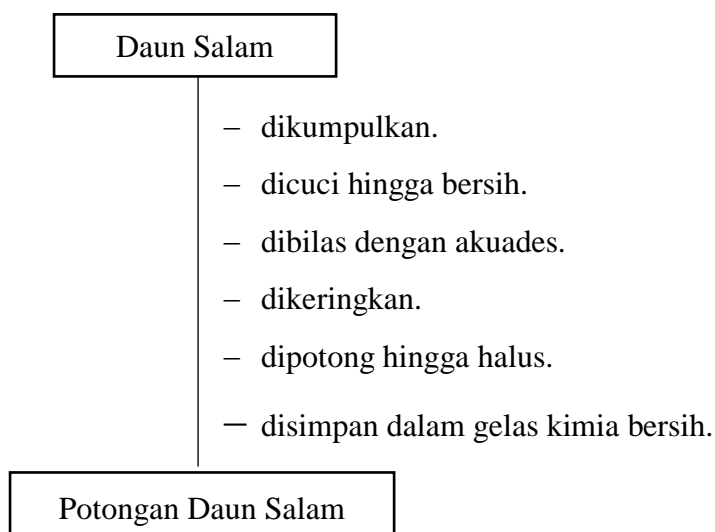 Daun Salam
– dikumpulkan.
– dicuci hingga bersih.
– dibilas dengan akuades.
– dikeringkan.
– dipotong hingga halus.
– disimpan dalam gelas kimia bersih.
Potongan Daun Salam